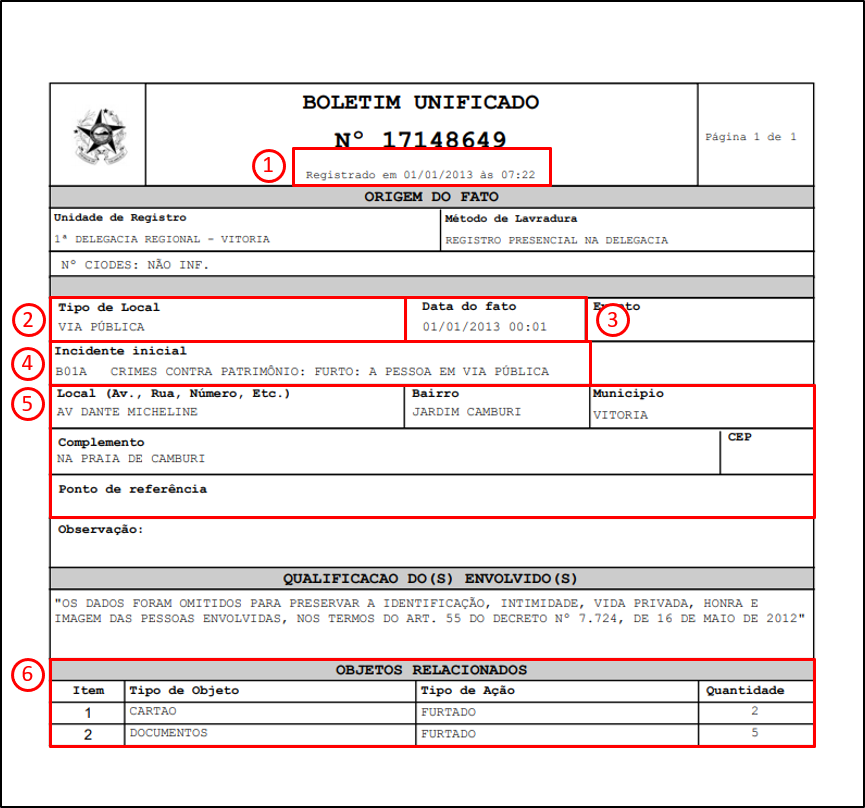 BOLETIM UNIFICADO
Nº 17148649
Página 1 de 1
1
Registrado em 01/01/2013 às 07:22
ORIGEM DO FATO
Unidade de Registro
Método de Lavradura
1ª DELEGACIA REGIONAL - VITORIA
REGISTRO PRESENCIAL NA DELEGACIA
Nº CIODES: NÃO INF.
2
Tipo de Local
Data do fato
3
VIA PÚBLICA
01/01/2013 00:01
4
Incidente inicial
B01A CRIMES CONTRA PATRIMÔNIO: FURTO: A PESSOA EM VIA PÚBLICA
5
Local (Av., Rua, Número, Etc.)
Bairro
Municipio
AV DANTE MICHELINE
JARDIM CAMBURI
VITORIA
Complemento
CEP
NA PRAIA DE CAMBURI
Ponto de referência
Observação:
QUALIFICACAO DO(S) ENVOLVIDO(S)
"OS DADOS FORAM OMITIDOS PARA PRESERVAR A IDENTIFICAÇÃO, INTIMIDADE, VIDA PRIVADA, HONRA E
IMAGEM DAS PESSOAS ENVOLVIDAS, NOS TERMOS DO ART. 55 DO DECRETO Nº 7.724, DE 16 DE MAIO DE 2012"
6
OBJETOS RELACIONADOS
Item Tipo de Objeto Tipo de Ação Quantidade
1 CARTAO FURTADO 2
2 DOCUMENTOS FURTADO 5